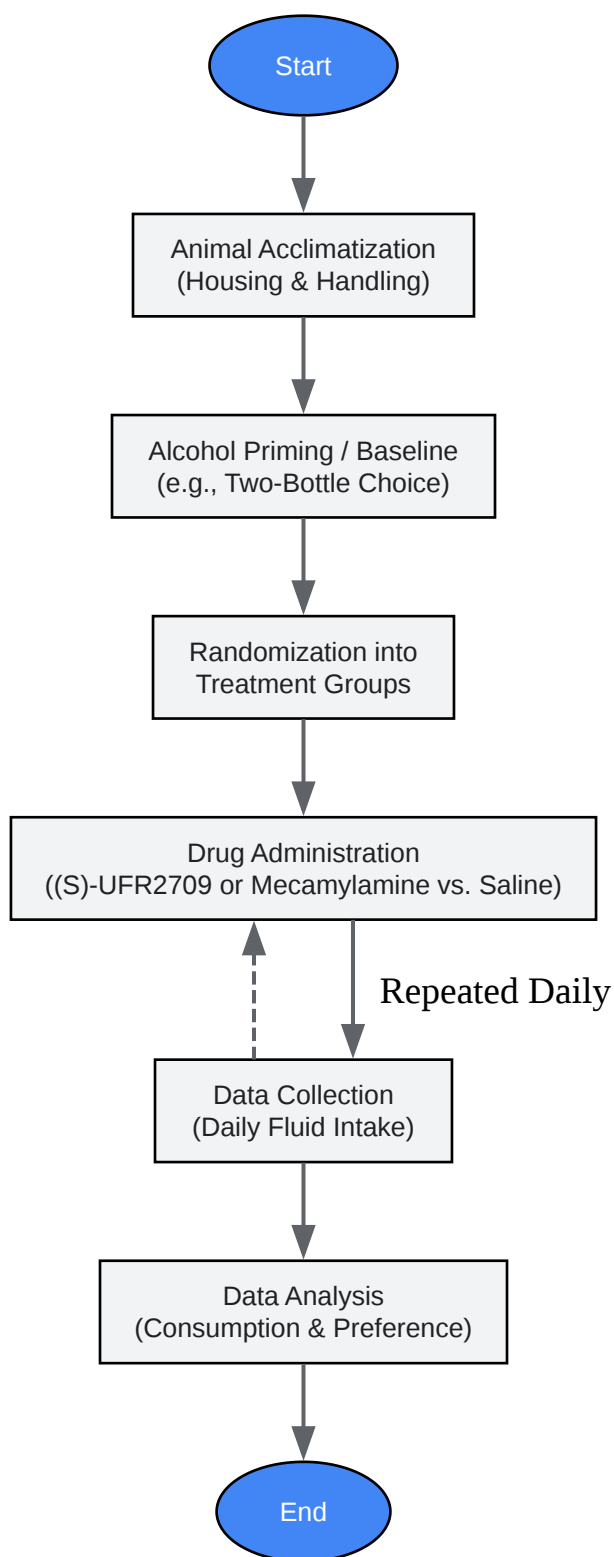 Start
Animal Acclimatization
(Housing & Handling)
Alcohol Priming / Baseline
(e.g., Two-Bottle Choice)
Randomization into
Treatment Groups
Drug Administration
((S)-UFR2709 or Mecamylamine vs. Saline)
Repeated Daily
Data Collection
(Daily Fluid Intake)
Data Analysis
(Consumption & Preference)
End